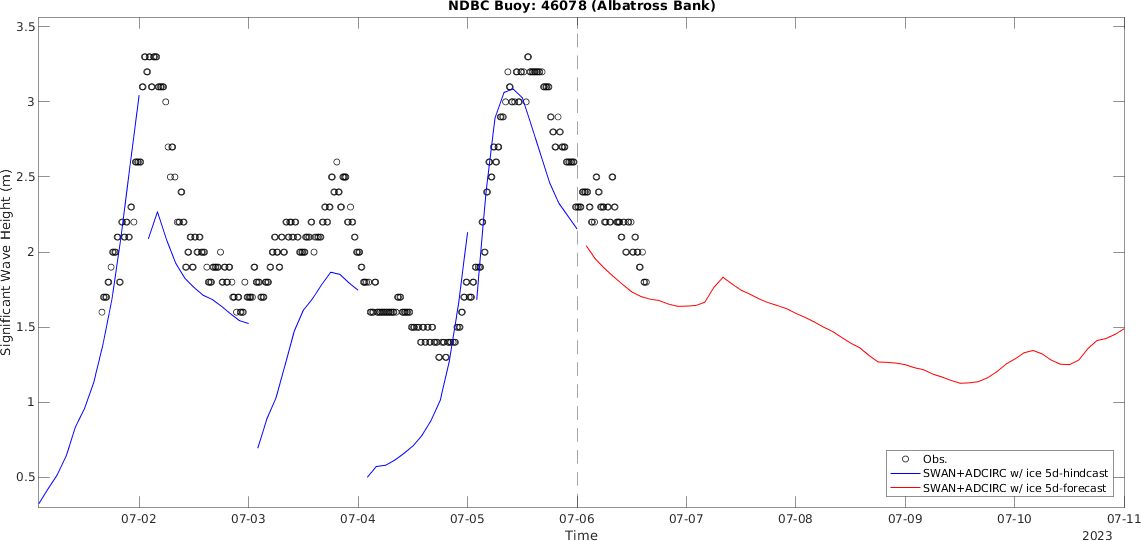 NDBC Buoy: 46078 (Albatross Bank)
Significant Wave Height (m)
3.5
3
2.5
2
1.5
1
0.5
Obs.
SWAN+ADCIRC w/ ice 5d-hindcast
SWAN+ADCIRC w/ ice 5d-forecast
07-02 07-03 07-04 07-05 07-06 07-07 07-08 07-09 07-10 07-11
Time
2023